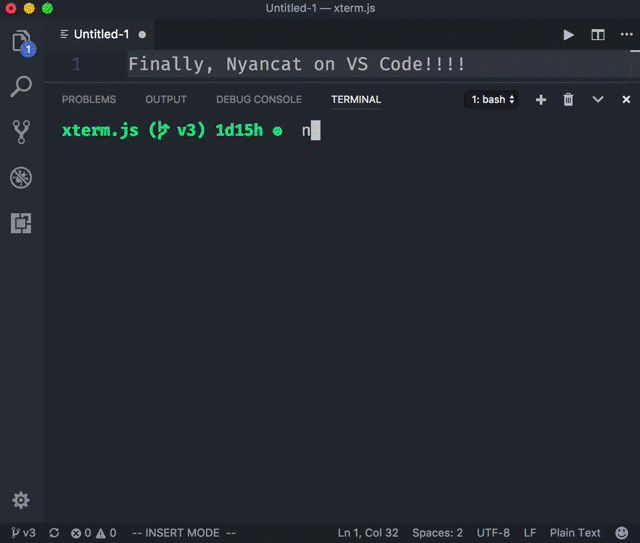 Untitled-1 — xterm.js
1
Untitled-1
1 Finally, Nyancat on VS Code!!!!
PROBLEMS OUTPUT DEBUG CONSOLE TERMINAL 1: bash
xterm.js ( v3) 1d15h n
v3 0 0 -- INSERT MODE -- Ln 1, Col 32 Spaces: 2 UTF-8 LF Plain Text